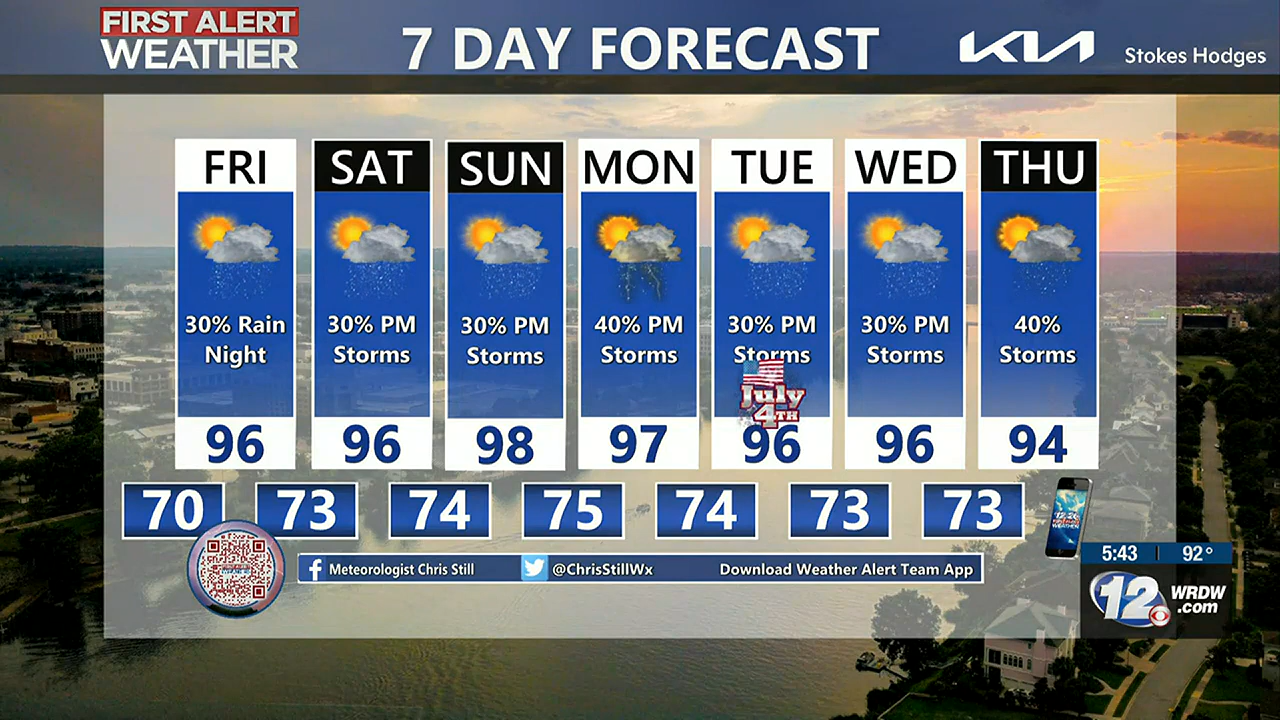 FIRST ALERT
WEATHER
7 DAY FORECAST
KIA
Stokes Hodges
FRI
SAT
SUN
MON
TUE
WED
THU
30% Rain
Night
30% PM
Storms
30% PM
Storms
40% PM
Storms
30% PM
Storms
30% PM
Storms
40%
Storms
July
4TH
96
96
98
97
96
96
94
70
73
74
75
74
73
73
Meteorologist Chris Still
@ChrisStillWx
Download Weather Alert Team App
5:43
92°
12
WRDW
.com